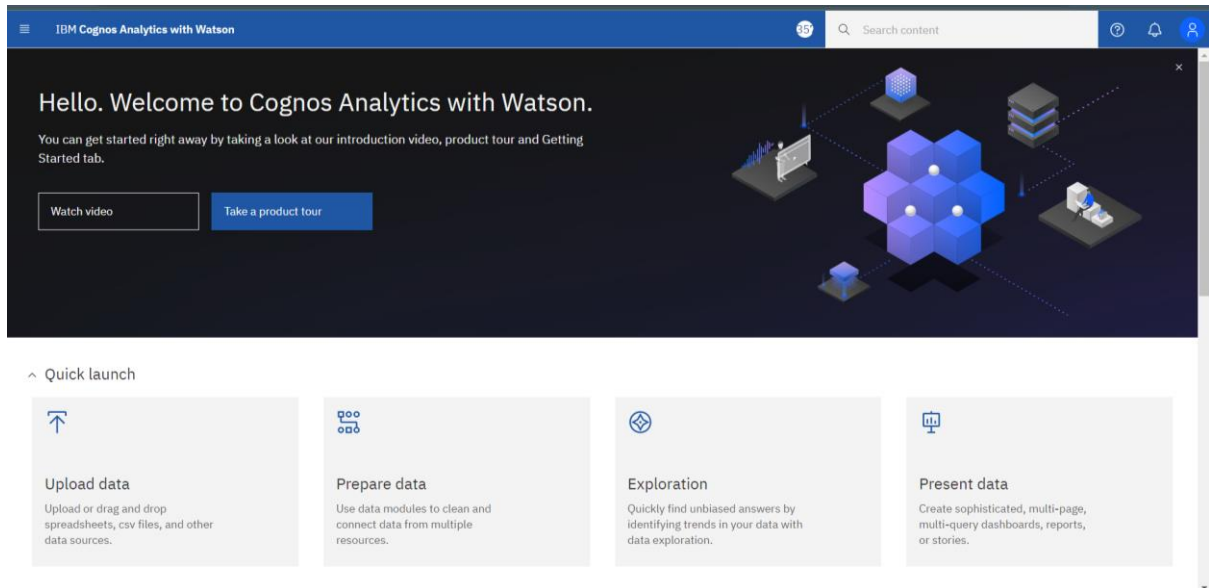 IBM Cognos Analytics with Watson
Search content
Hello. Welcome to Cognos Analytics with Watson.
You can get started right away by taking a look at our introduction video, product tour and Getting
Started tab.
Watch video
Take a product tour
Quick launch
Upload data
Upload or drag and drop
spreadsheets, csv files, and other
data sources.
Prepare data
Use data modules to clean and
connect data from multiple
resources.
Exploration
Quickly find unbiased answers by
identifying trends in your data with
data exploration.
Present data
Create sophisticated, multi-page,
multi-query dashboards, reports,
or stories.